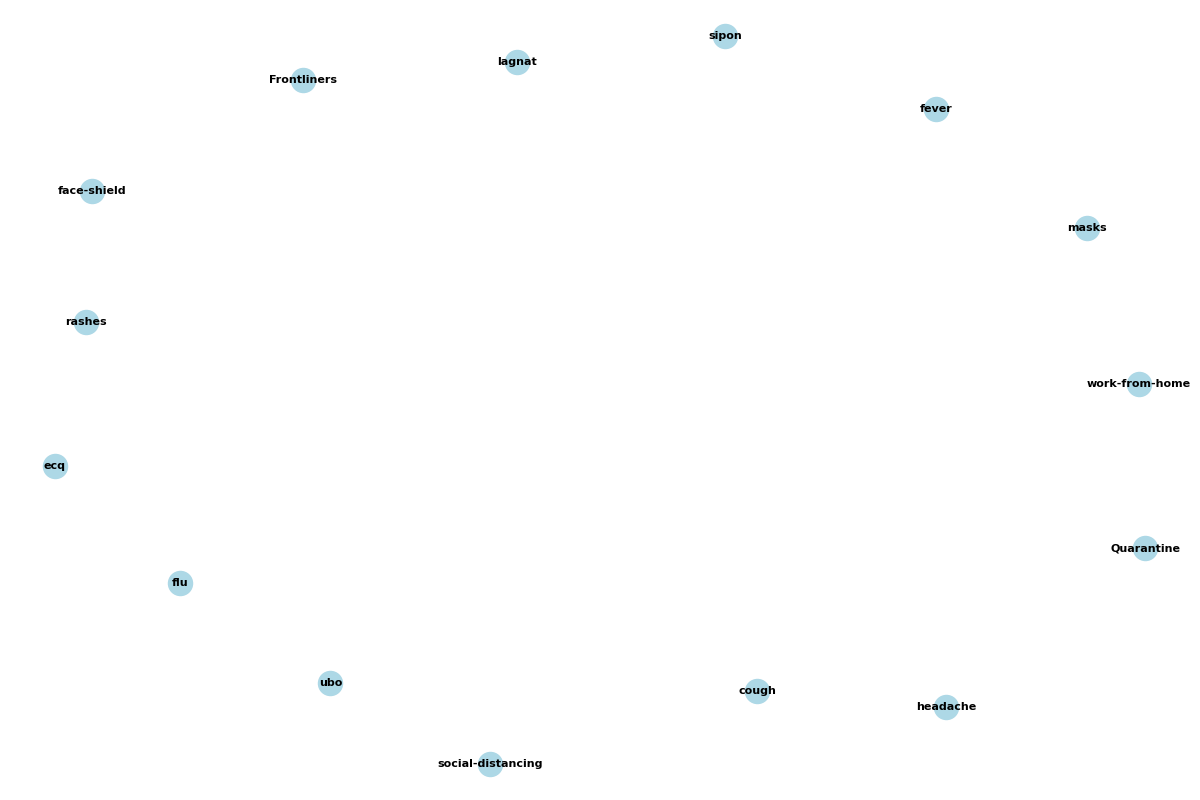 sipon
lagnat
Frontliners
fever
face-shield
masks
rashes
work-from-home
ecq
Quarantine
flu
ubo
cough
headache
social-distancing